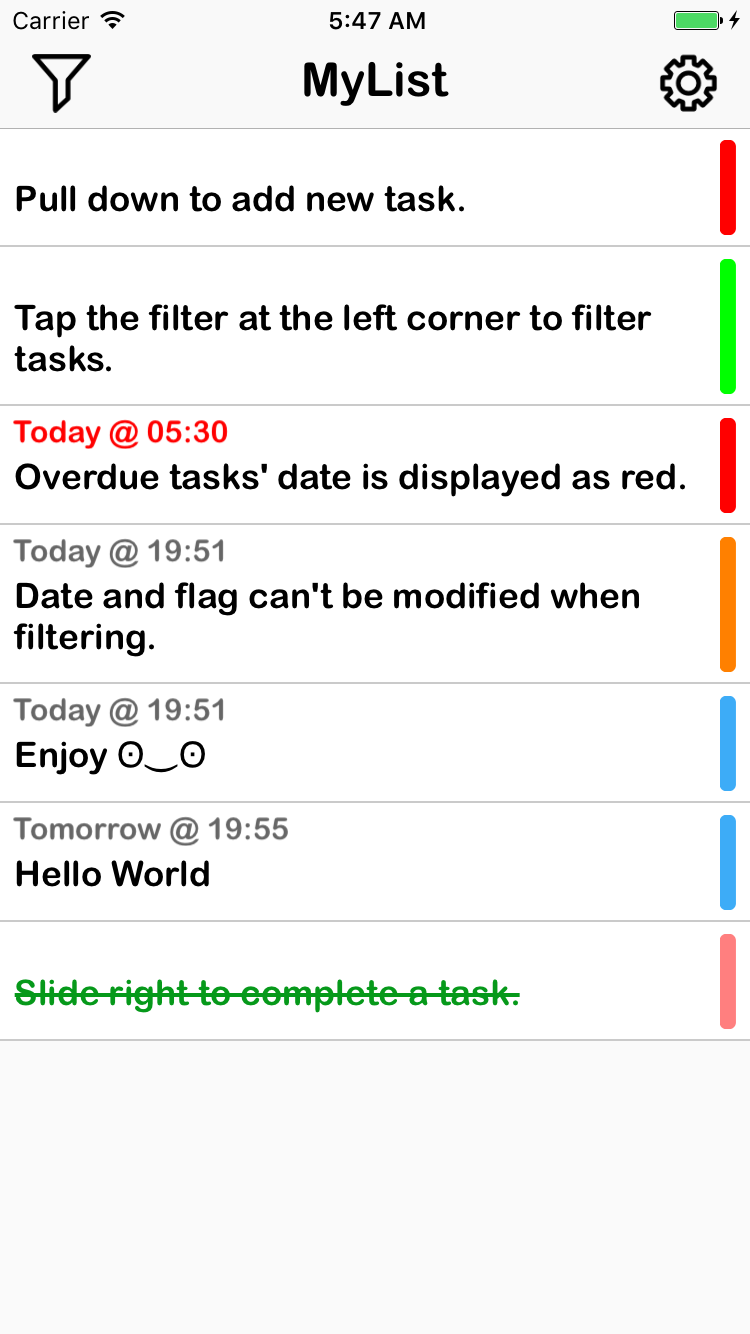 Carrier 5:47 AM
MyList
Pull down to add new task.
Tap the filter at the left corner to filter
tasks.
Today @ 05:30
Overdue tasks' date is displayed as red.
Today @ 19:51
Date and flag can't be modified when
filtering.
Today @ 19:51
Enjoy ʘ‿ʘ
Tomorrow @ 19:55
Hello World
Slide right to complete a task.